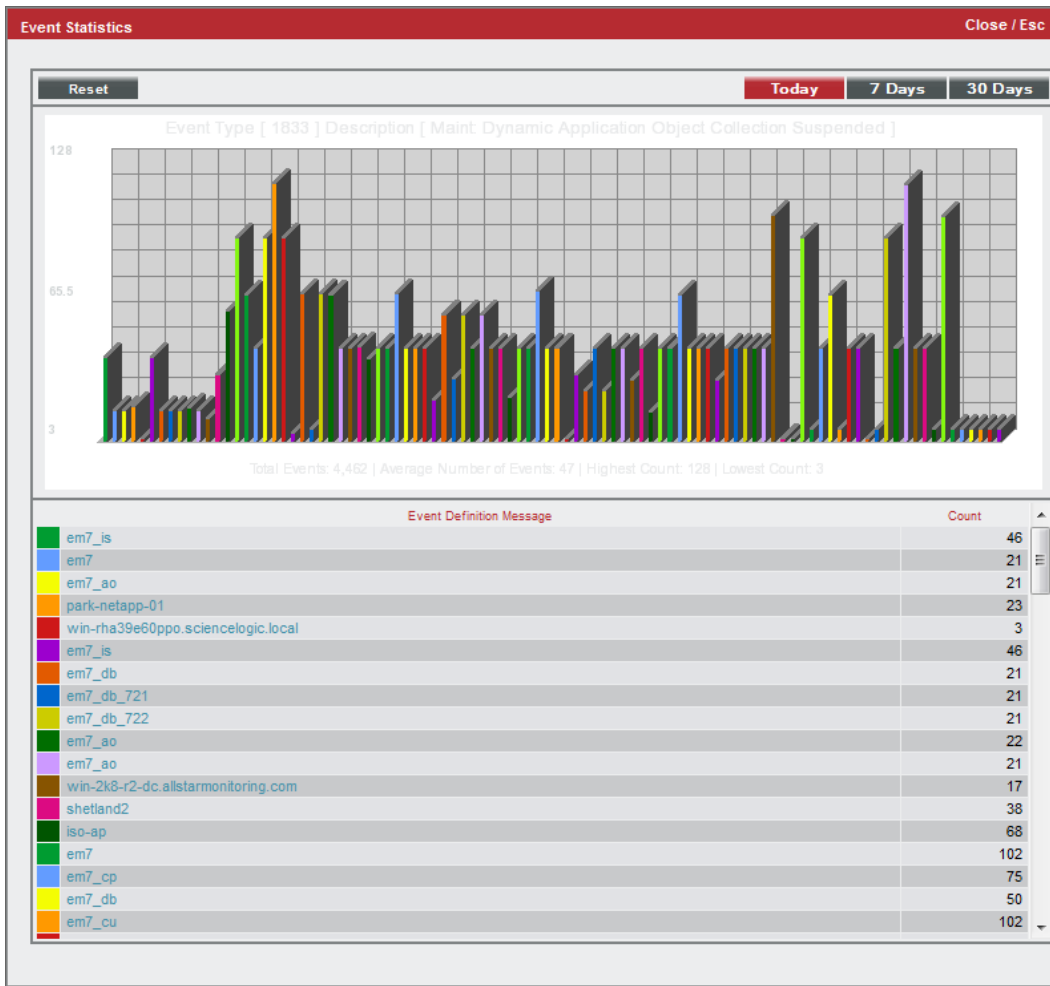 Event Statistics Close / Esc
Reset Today 7 Days 30 Days
Event Type [ 1833 ] Description [ Maint: Dynamic Application Object Collection Suspended ]
128
65.5
3
Total Events: 4,462 | Average Number of Events: 47 | Highest Count: 128 | Lowest Count: 3
Event Definition Message Count
em7_is 46
em7 21
em7_ao 21
park-netapp-01 23
win-rha39e60ppo.sciencelogic.local 3
em7_is 46
em7_db 21
em7_db_721 21
em7_db_722 21
em7_ao 22
em7_ao 21
win-2k8-r2-dc.allstarmonitoring.com 17
shetland2 38
iso-ap 68
em7 102
em7_cp 75
em7_db 50
em7_cu 102